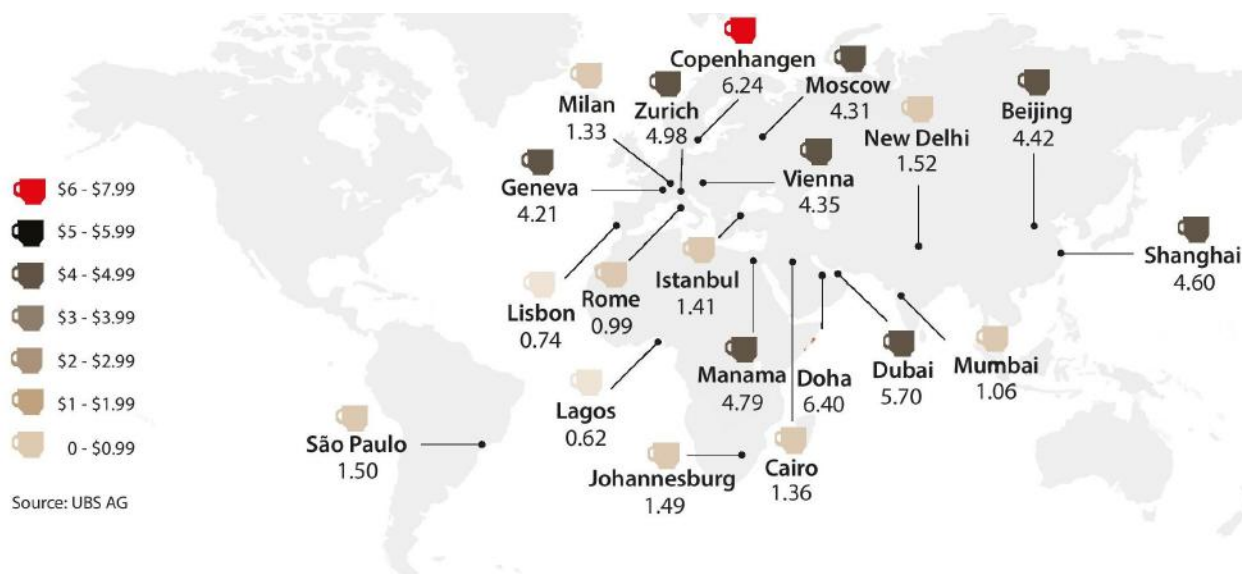 Copenhangen
6.24
Moscow
4.31
Milan
1.33
Zurich
4.98
New Delhi
1.52
Beijing
4.42
Geneva
4.21
Vienna
4.35
$6 - $7.99
$5 - $5.99
$4 - $4.99
$3 - $3.99
$2 - $2.99
$1 - $1.99
0 - $0.99
Source: UBS AG
Shanghai
4.60
Lisbon
0.74
Rome
0.99
Istanbul
1.41
Manama
4.79
Doha
6.40
Dubai
5.70
Mumbai
1.06
Lagos
0.62
São Paulo
1.50
Johannesburg
1.49
Cairo
1.36